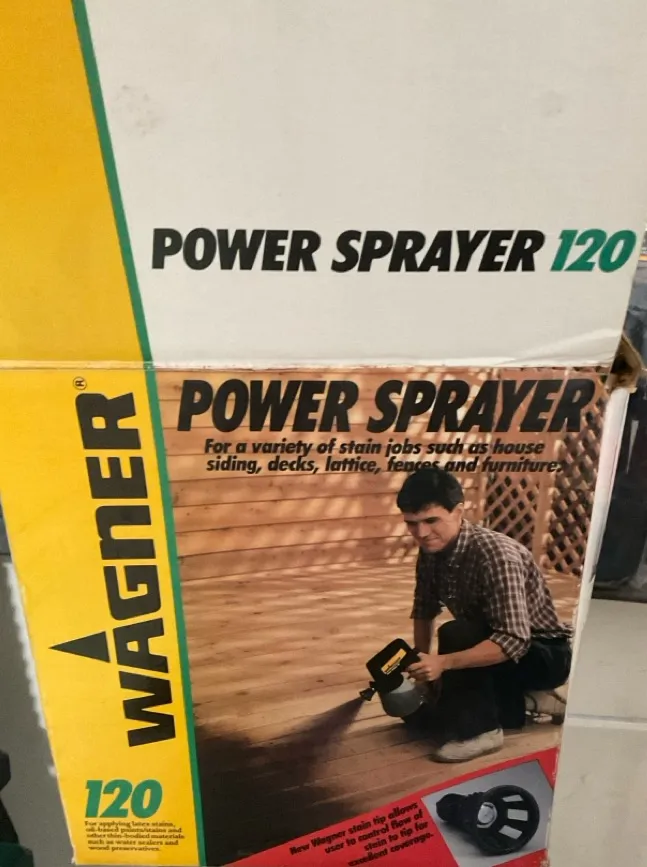 POWER SPRAYER 120
WAGNER®
POWER SPRAYER
For a variety of stain jobs such as house
siding, decks, lattice, fences and furniture.
120
For applying latex stains,
oil-based paints/stains and
other thin-bodied materials
such as water sealers and
wood preservatives.
New Wagner stain tip allows
user to control flow of
stain to tip for
excellent coverage.